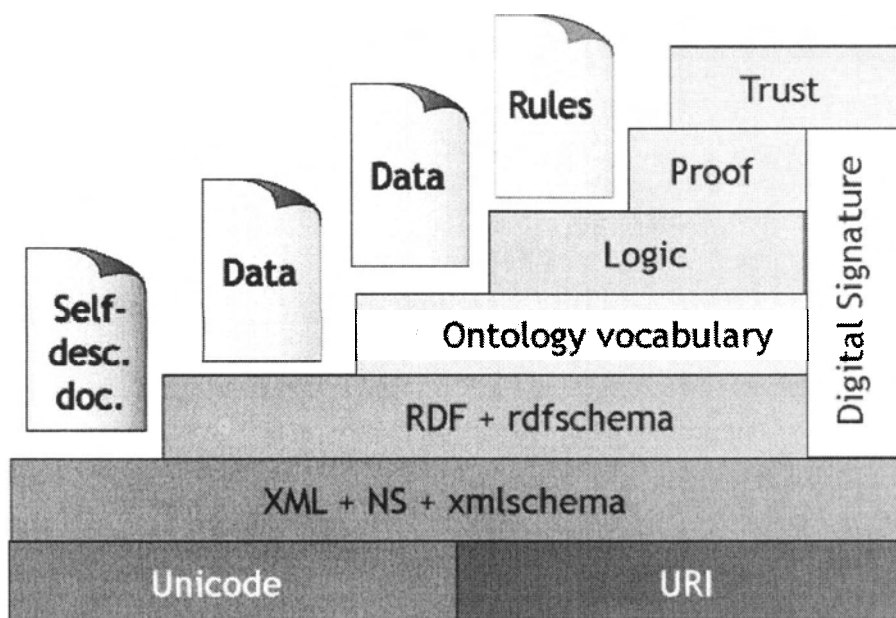 Rules
Trust
Data
Proof
Data
Logic
Self-
desc.
doc.
Ontology vocabulary
Digital Signature
RDF + rdfschema
XML + NS + xmlschema
Unicode
URI